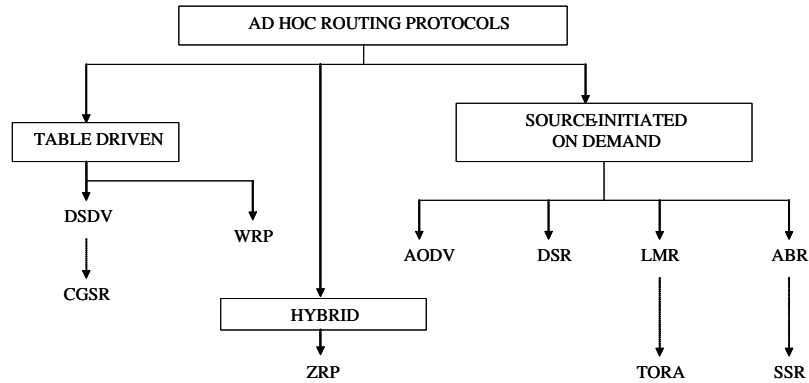 AD HOC ROUTING PROTOCOLS
TABLE DRIVEN
SOURCE-INITIATED
ON DEMAND
DSDV
WRP
AODV
DSR
LMR
ABR
CGSR
HYBRID
ZRP
TORA
SSR